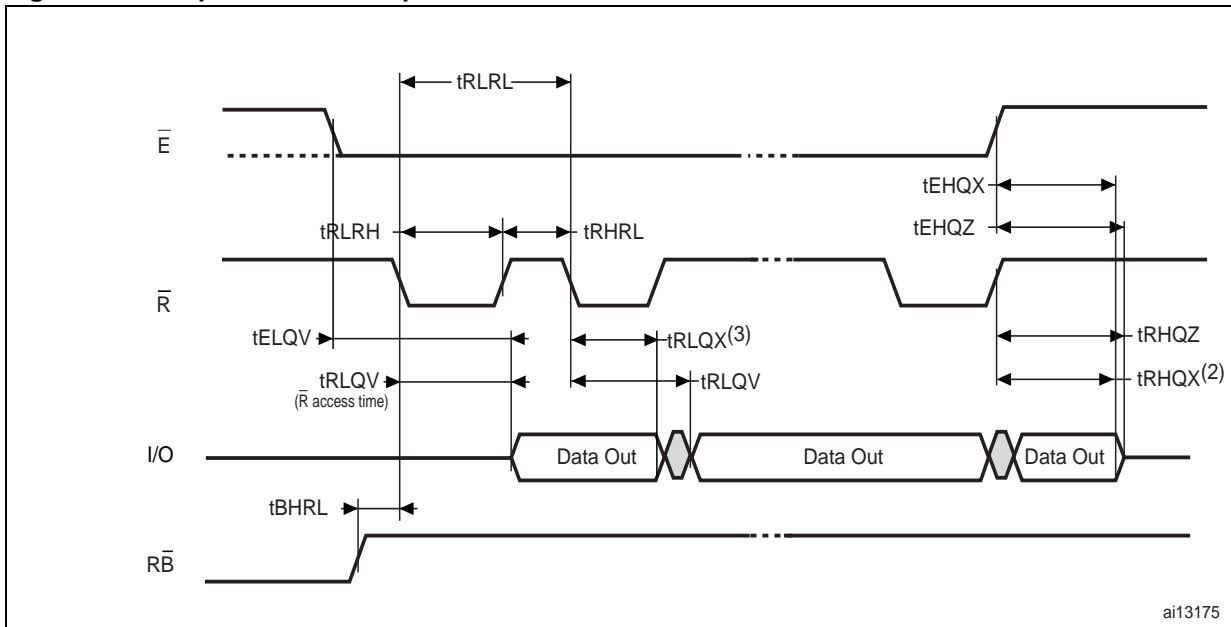 tRLRL
E̅
tEHQX
tEHQZ
tRLRH
tRHRL
R̅
tELQV
tRLQX(3)
tRHQZ
tRLQV
tRLQV
tRHQX(2)
(R̅ access time)
I/O
Data Out
Data Out
Data Out
tBHRL
RB̅
ai13175